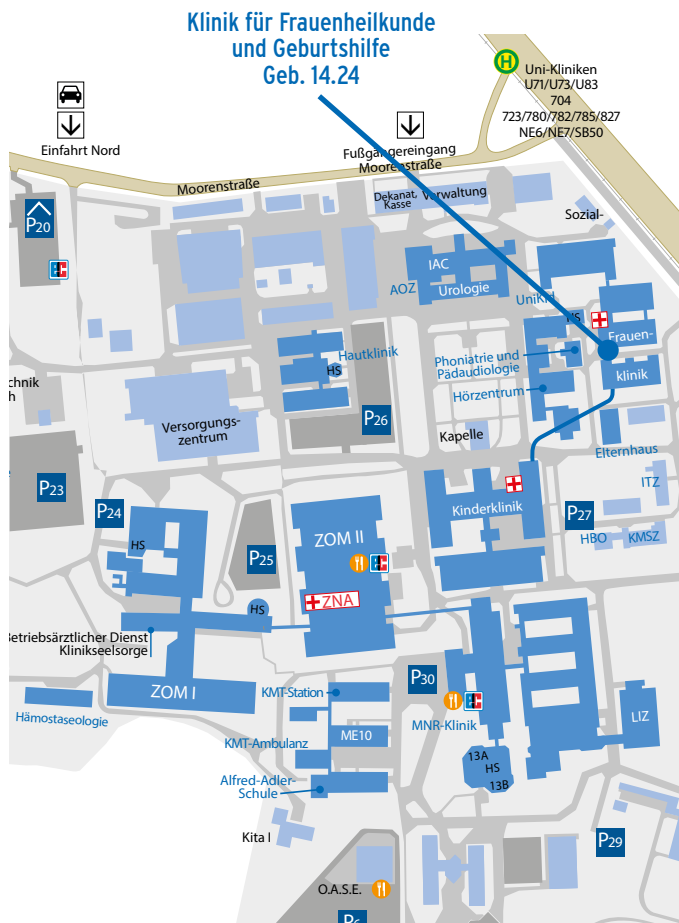 Klinik für Frauenheilkunde
und Geburtshilfe
Geb. 14.24
H
Uni-Kliniken
U71/U73/U83
704
723/780/782/785/827
NE6/NE7/SB50
Einfahrt Nord
Fußgängereingang
Moorenstraße
Moorenstraße
Dekanat,
Kasse
Verwaltung
Sozial-
P20
IAC
Urologie
AOZ
UniKid
HS
Frauen-
klinik
Hautklinik
HS
Phoniatrie und
Pädaudiologie
Hörzentrum
P26
Versorgungs-
zentrum
Kapelle
Elternhaus
P23
P24
HS
P25
ZOM II
Kinderklinik
P27
ITZ
HBO
KMSZ
ZNA
HS
Betriebsärztlicher Dienst
Klinikseelsorge
ZOM I
Hämostaseologie
KMT-Station
P30
MNR-Klinik
LIZ
ME10
KMT-Ambulanz
13A
HS
13B
Alfred-Adler-
Schule
Kita I
P29
O.A.S.E.